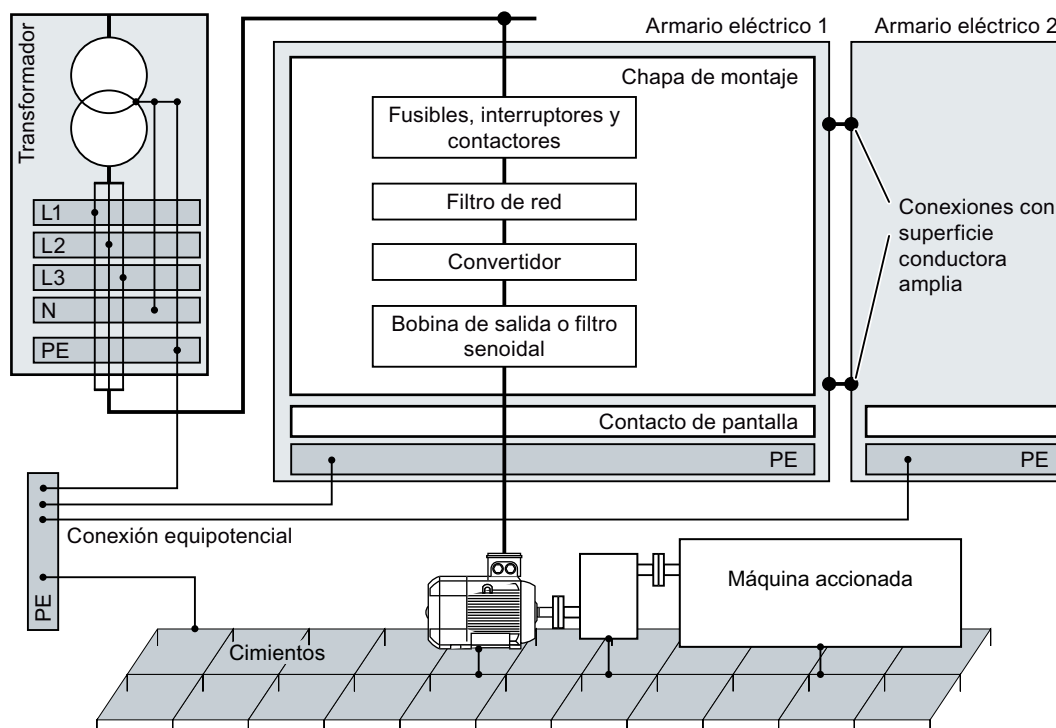 Transformador
L1
L2
L3
N
PE
Armario eléctrico 1
Armario eléctrico 2
Chapa de montaje
Fusibles, interruptores y
contactores
Filtro de red
Convertidor
Bobina de salida o filtro
senoidal
Conexiones con
superficie
conductora
amplia
Contacto de pantalla
PE
PE
Conexión equipotencial
PE
Máquina accionada
Cimientos